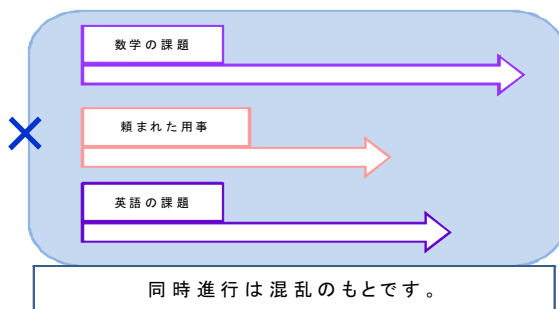 数学の課題
頼まれた用事
英語の課題
同時進行は混乱のもとです。